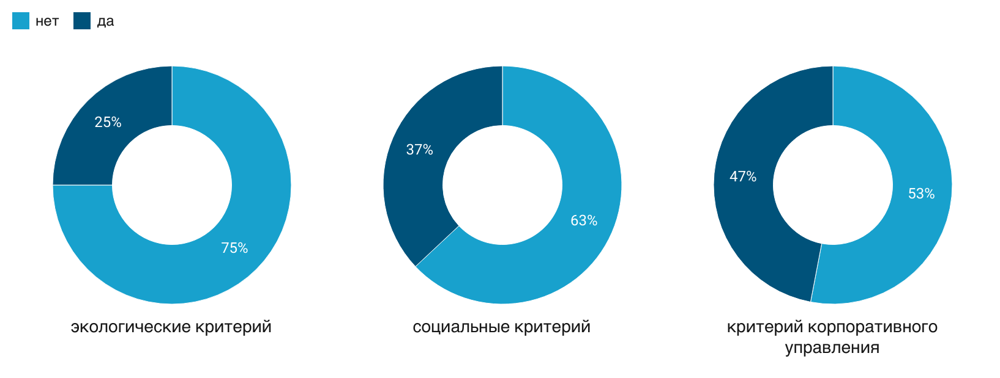 нет да
25%
75%
экологические критерий
37%
63%
социальные критерий
47%
53%
критерий корпоративного
управления